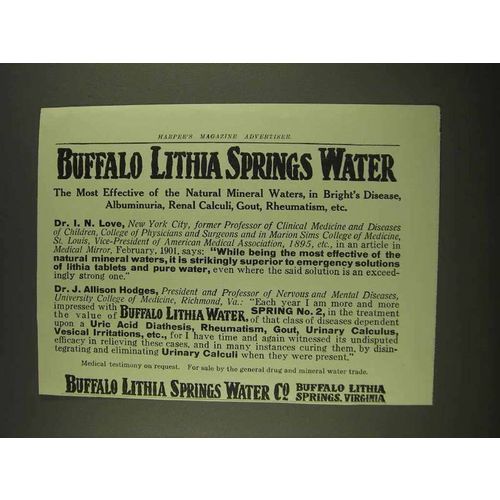 HARPER'S MAGAZINE ADVERTISER.
BUFFALO LITHIA SPRINGS WATER
The Most Effective of the Natural Mineral Waters, in Bright's Disease,
Albuminuria, Renal Calculi, Gout, Rheumatism, etc.
Dr. I. N. Love, New York City, former Professor of Clinical Medicine and Diseases
of Children, College of Physicians and Surgeons and in Marion Sims College of Medicine,
St. Louis, Vice-President of American Medical Association, 1895, etc., in an article in
Medical Mirror, February, 1901, says: "While being the most effective of the
natural mineral waters, it is strikingly superior to emergency solutions
of lithia tablets and pure water, even where the said solution is an exceed-
ingly strong one."
Dr. J. Allison Hodges, President and Professor of Nervous and Mental Diseases,
University College of Medicine, Richmond, Va.: "Each year I am more and more
impressed with BUFFALO LITHIA WATER, SPRING No. 2, in the treatment
the value of of that class of diseases dependent
upon a Uric Acid Diathesis, Rheumatism, Gout, Urinary Calculus,
Vesical Irritations, etc., for I have time and again witnessed its undisputed
efficacy in relieving these cases, and in many instances curing them, by disin-
tegrating and eliminating Urinary Calculi when they were present."
Medical testimony on request. For sale by the general drug and mineral water trade.
BUFFALO LITHIA SPRINGS WATER CO BUFFALO LITHIA
SPRINGS, VIRGINIA